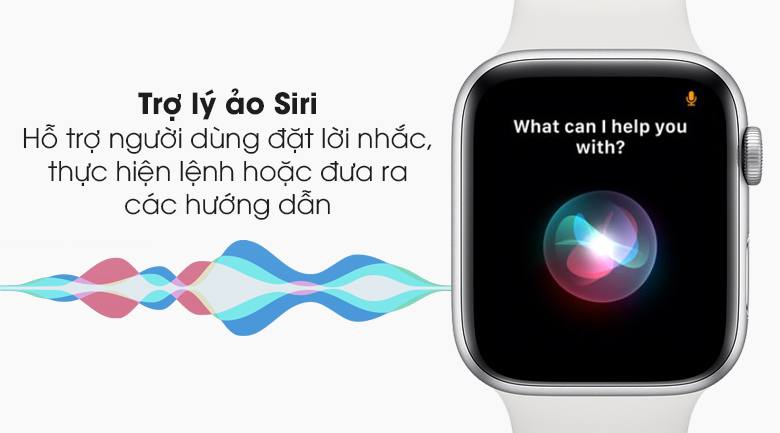 Trợ lý ảo Siri
Hỗ trợ người dùng đặt lời nhắc,
thực hiện lệnh hoặc đưa ra
các hướng dẫn
What can I help you
with?